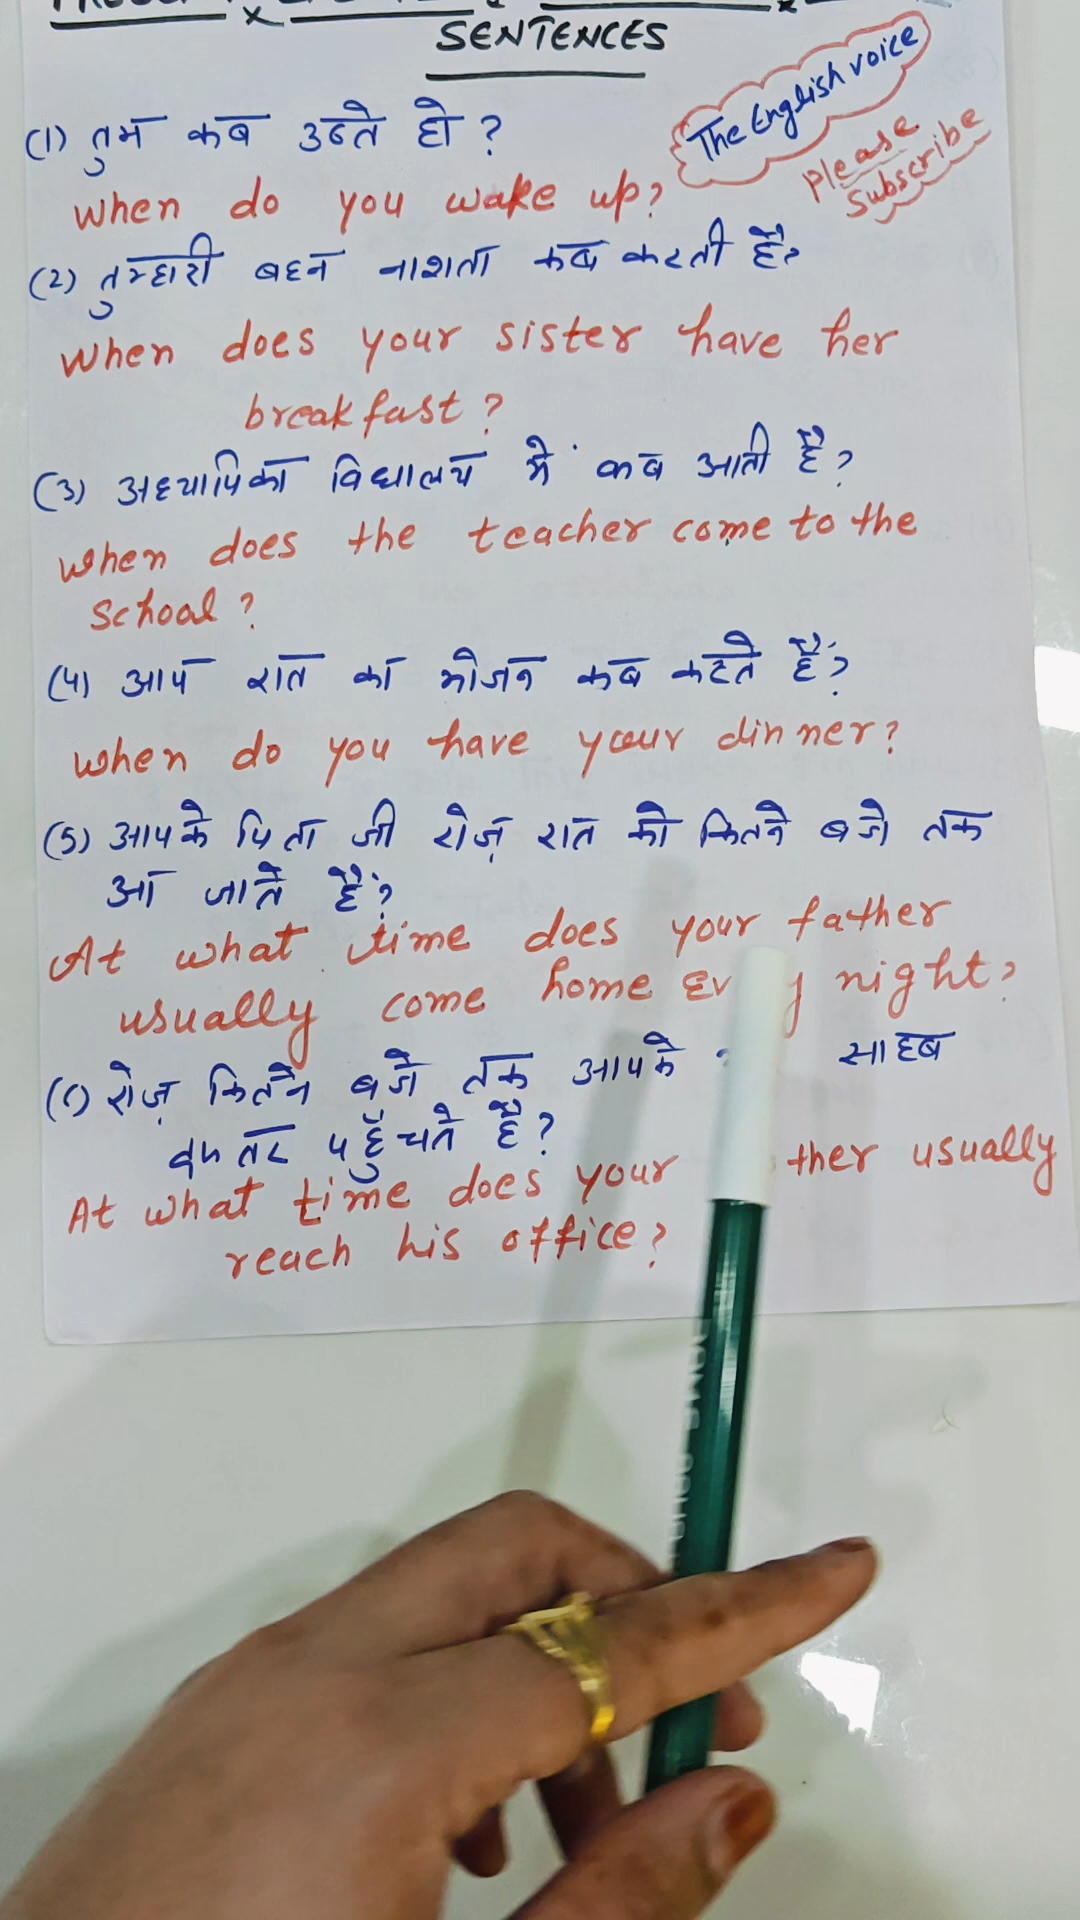 SENTENCES
The English voice
Please
Subscribe
(1) तुम कब उठते हो ?
When do you wake up?
(2) तुम्हारी बहन नाशता कब करती है?
When does your sister have her
breakfast ?
(3) अध्यापिका विद्यालय में कब आती है ?
When does the teacher come to the
School ?
(4) आप रात का भोजन कब करते हैं?
When do you have your dinner?
(5) आपके पिता जी रोज़ रात को कितने बजे तक
आ जाते हैं?
At what time does your father
usually come home night?
रोज़ कितने बजे तक आपके साहब
दफ्तर पहुँचते हैं ?
At what time does your usually
reach his office?